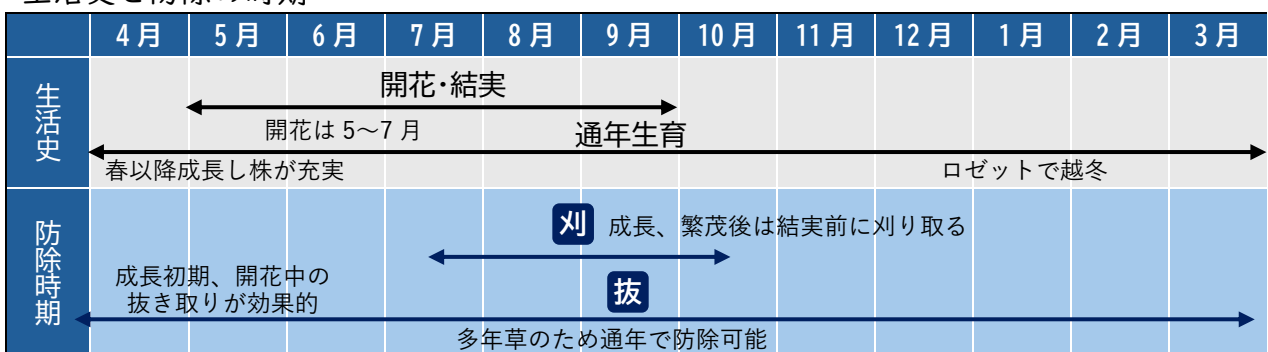 4月 5月 6月 7月 8月 9月 10月 11月 12月 1月 2月 3月
生活史
開花･結実
開花は 5～7 月
通年生育
春以降成長し株が充実
ロゼットで越冬
防除時期
刈 成長、繁茂後は結実前に刈り取る
成長初期、開花中の
抜き取りが効果的
抜
多年草のため通年で防除可能